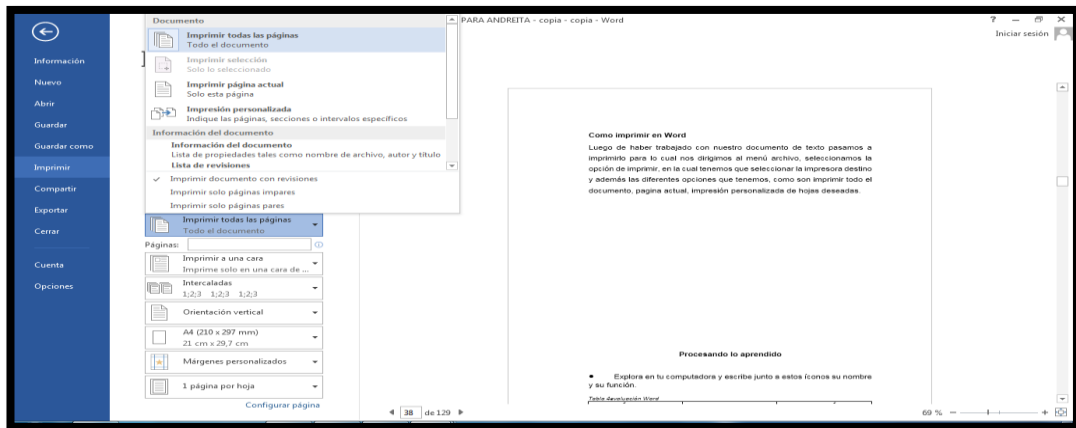 PARA ANDREITA - copia - copia - Word
?
Iniciar sesión
Información
Nuevo
Abrir
Guardar
Guardar como
Imprimir
Compartir
Exportar
Cerrar
Cuenta
Opciones
Documento
Imprimir todas las páginas
Todo el documento
Imprimir selección
Solo lo seleccionado
Imprimir página actual
Solo esta página
Impresión personalizada
Indique las páginas, secciones o intervalos específicos
Información del documento
Información del documento
Lista de propiedades tales como nombre de archivo, autor y título
Lista de revisiones
Imprimir documento con revisiones
Imprimir solo páginas impares
Imprimir solo páginas pares
Imprimir todas las páginas
Todo el documento
Páginas:
Imprimir a una cara
Imprime solo en una cara de ...
Intercaladas
1;2;3 1;2;3 1;2;3
Orientación vertical
A4 (210 x 297 mm)
21 cm x 29,7 cm
Márgenes personalizados
1 página por hoja
Configurar página
Como imprimir en Word
Luego de haber trabajado con nuestro documento de texto pasamos a
imprimirlo para lo cual nos dirigimos al menú archivo, seleccionamos la
opción de imprimir, en la cual tenemos que seleccionar la impresora destino
y además las diferentes opciones que tenemos, como son imprimir todo el
documento, pagina actual, impresión personalizada de hojas deseadas.
Procesando lo aprendido
• Explora en tu computadora y escribe junto a estos íconos su nombre
y su función.
38 de 129
69 %